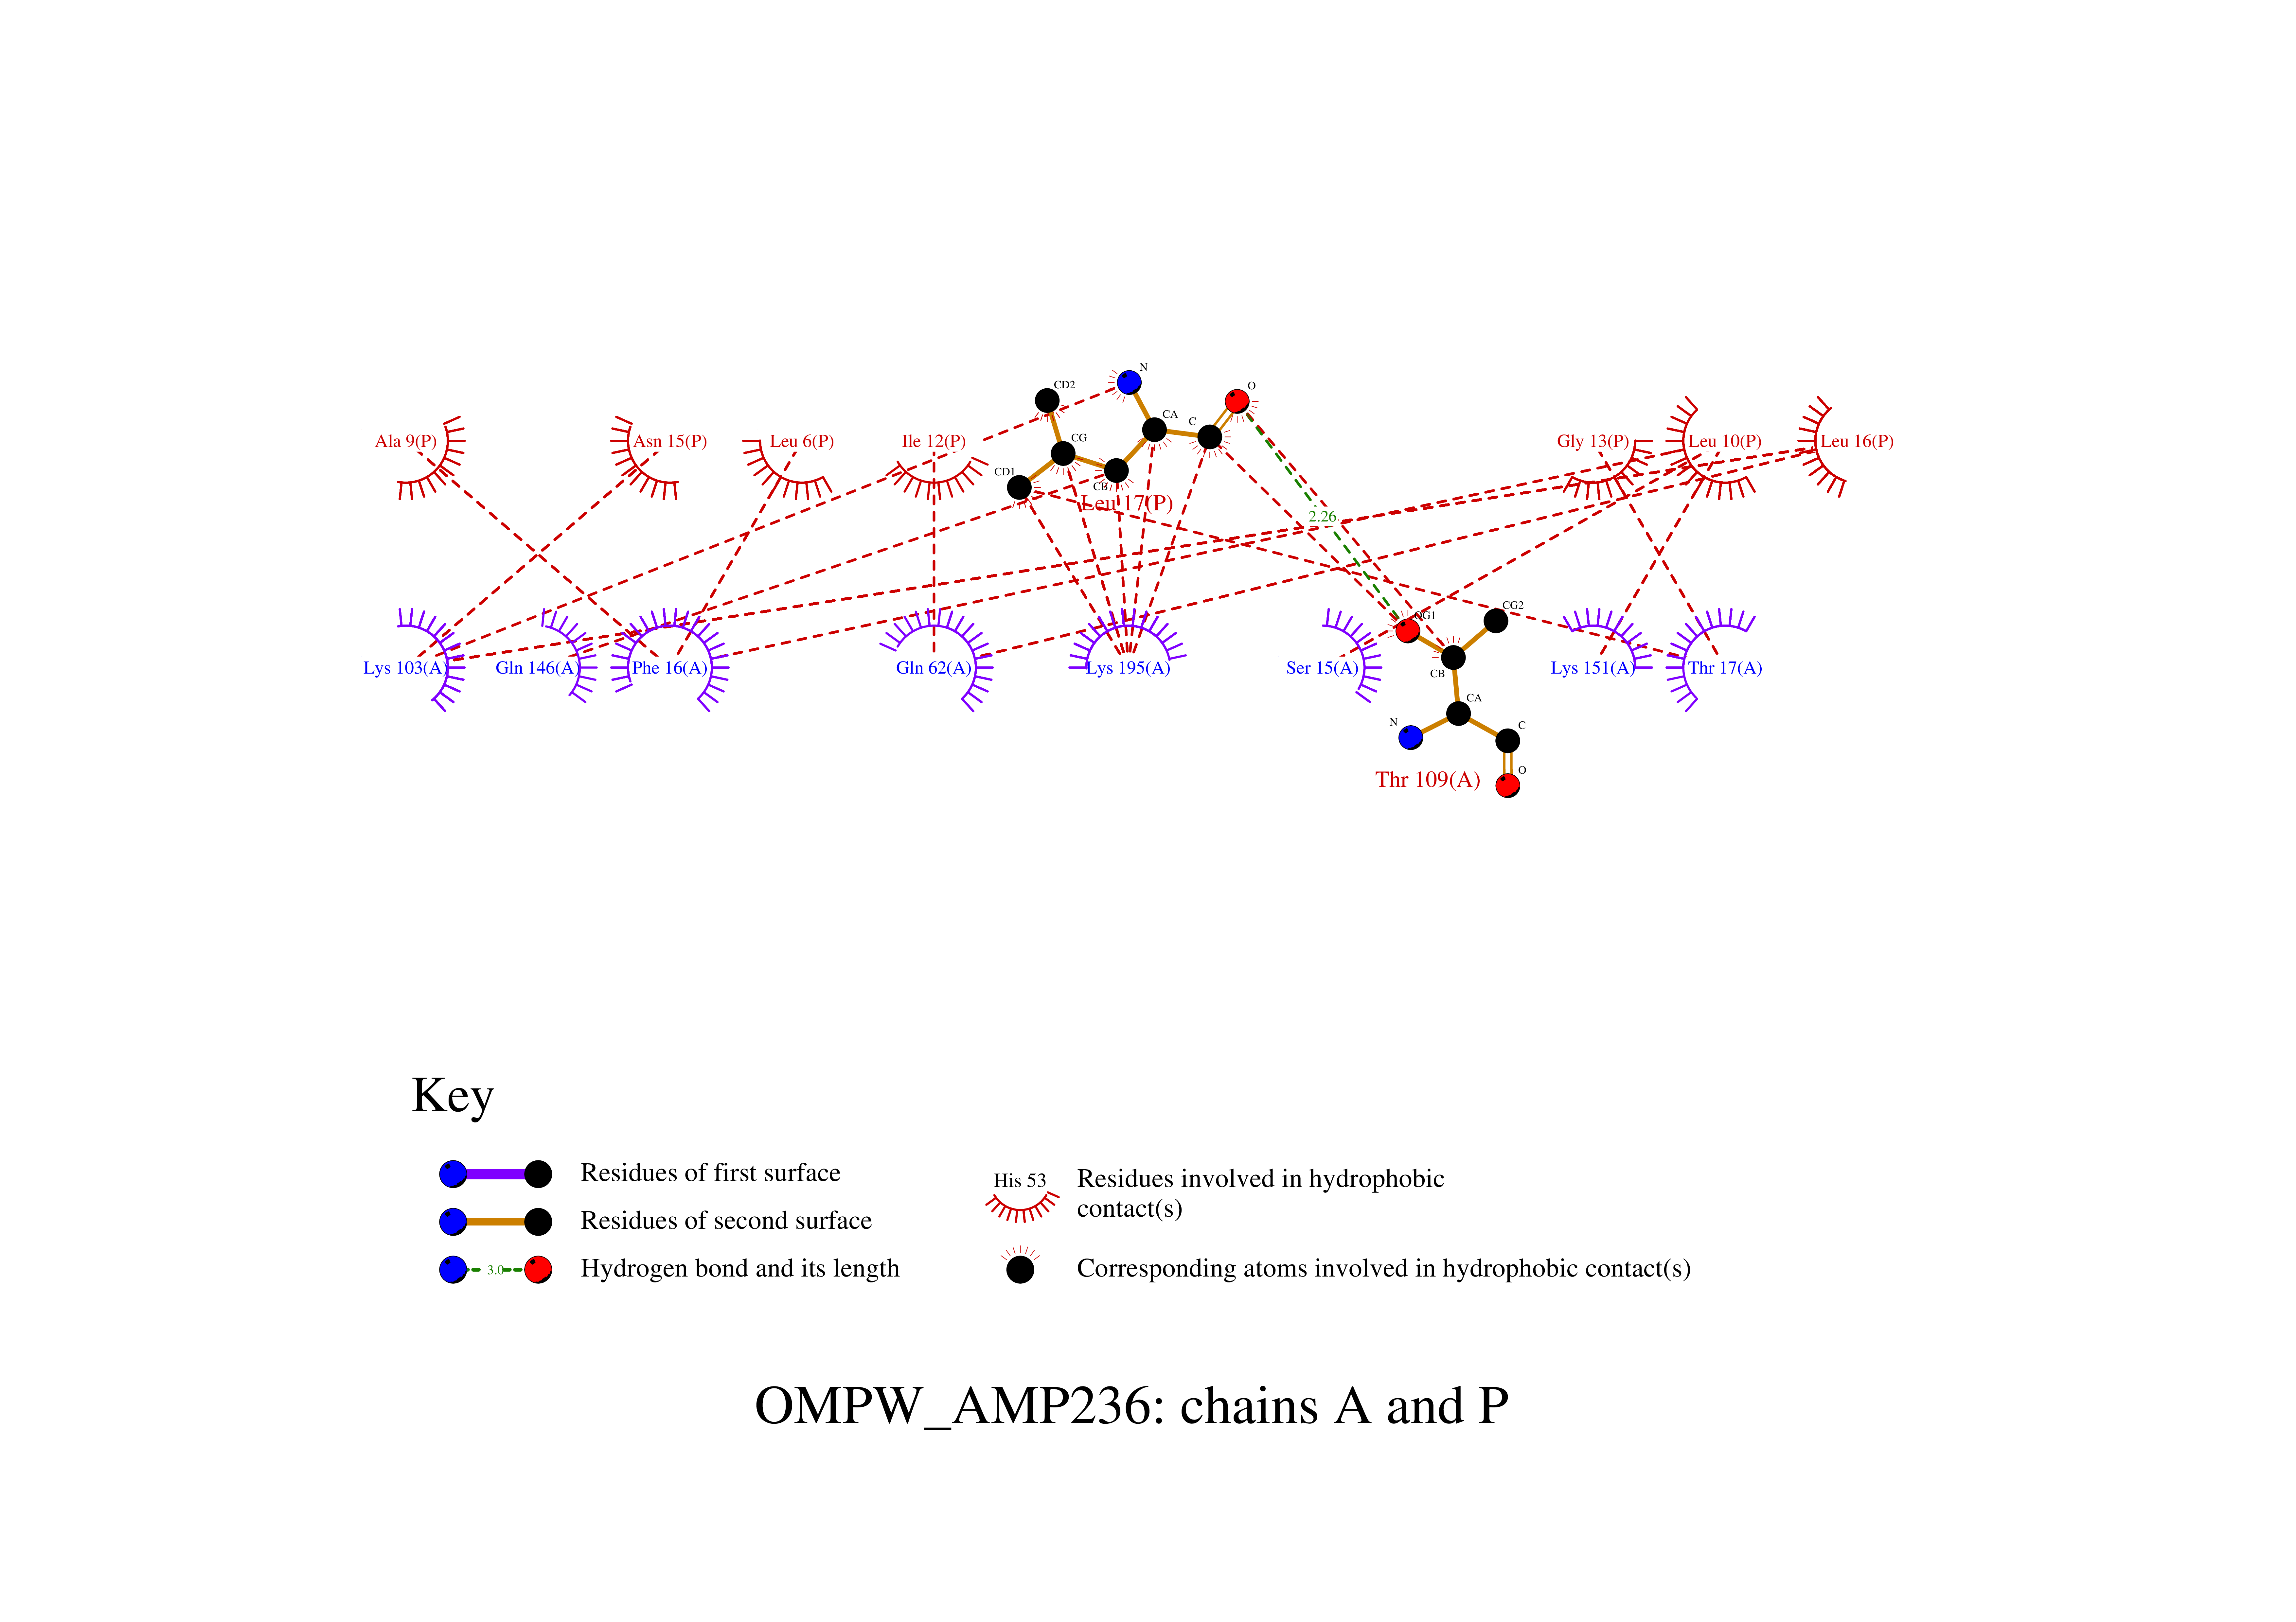 N
CD2
O
CA
C
Ala 9(P)
Asn 15(P)
Leu 6(P)
Ile 12(P)
CG
Gly 13(P)
Leu 10(P)
Leu 16(P)
CD1
CB
Leu 17(P)
2.26
CG2
OG1
Lys 103(A)
Gln 146(A)
Phe 16(A)
Gln 62(A)
Lys 195(A)
Ser 15(A)
Lys 151(A)
Thr 17(A)
CB
CA
N
C
O
Thr 109(A)
Key
Residues of first surface
Residues of second surface
3.0
Hydrogen bond and its length
His 53
Residues involved in hydrophobic
contact(s)
Corresponding atoms involved in hydrophobic contact(s)
OMPW_AMP236: chains A and P